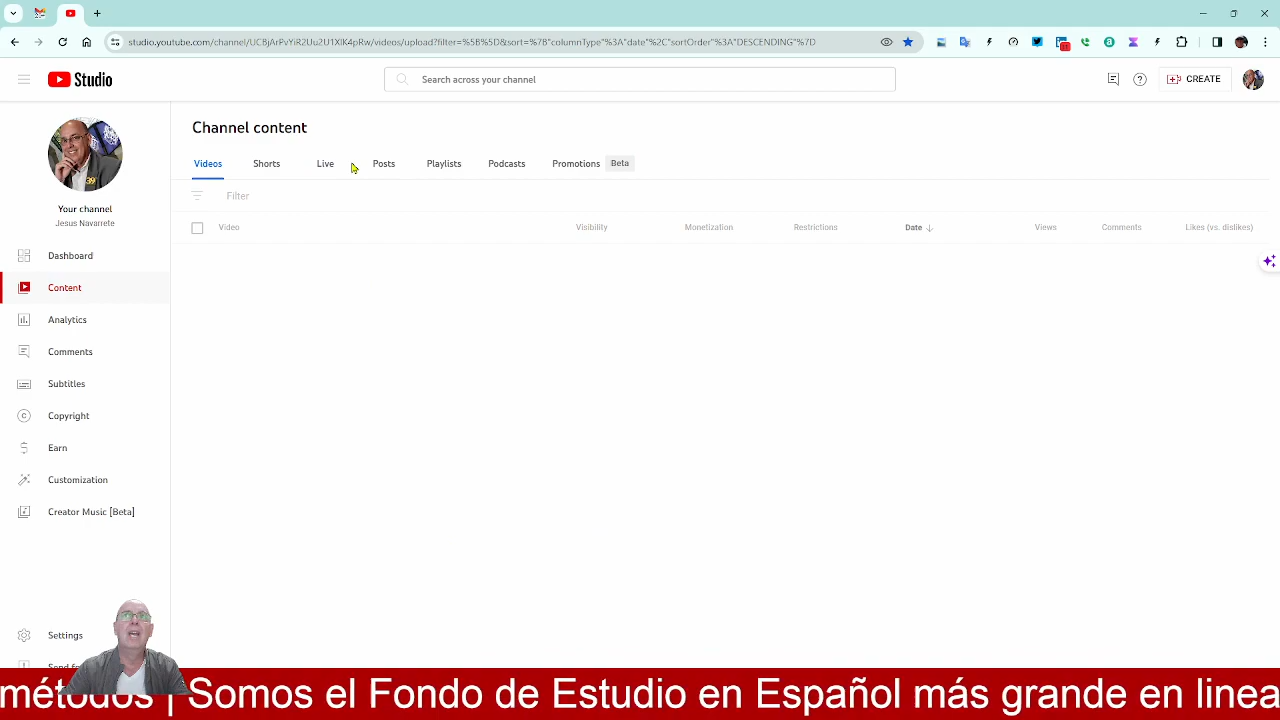 studio.youtube.com/channel/UCBjArPvYiR2Uu2U1XlK4pRw/videos/upload?filter=%5B%5D&sort=%7B"columnType"%3A"date"%2C"sortOrder"%3A"DESCENDING"%7D
Studio
Search across your channel
CREATE
Channel content
Videos
Shorts
Live
Posts
Playlists
Podcasts
Promotions
Beta
Filter
Video
Visibility
Monetization
Restrictions
Date
Views
Comments
Likes (vs. dislikes)
39
Your channel
Jesus Navarrete
Dashboard
Content
Analytics
Comments
Subtitles
Copyright
Earn
Customization
Creator Music [Beta]
Settings
métodos | Somos el Fondo de Estudio en Español más grande en linea